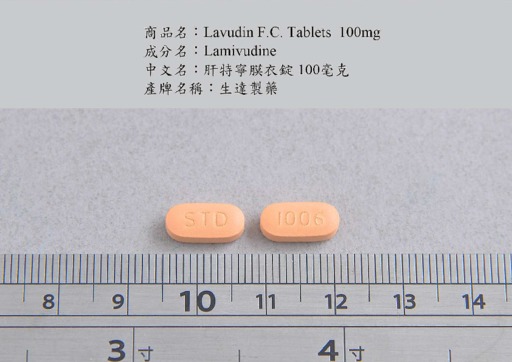 商品名：Lavudin F.C. Tablets 100mg
成分名：Lamivudine
中文名：肝特寧膜衣錠 100毫克
產牌名稱：生達製藥
STD 1006
8 9 10 11 12 13 14
3寸 4寸